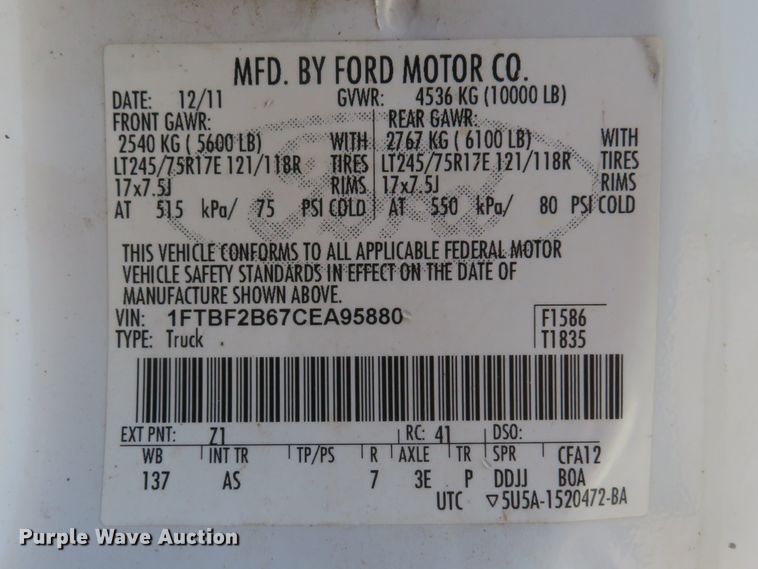 MFD. BY FORD MOTOR CO.
DATE: 12/11 GVWR: 4536 KG (10000 LB)
FRONT GAWR: REAR GAWR:
2540 KG ( 5600 LB) WITH 2767 KG ( 6100 LB) WITH
LT245/75R17E 121/118R TIRES LT245/75R17E 121/118R TIRES
17x7.5J RIMS 17x7.5J RIMS
AT 515 kPa/ 75 PSI COLD AT 550 kPa/ 80 PSI COLD
THIS VEHICLE CONFORMS TO ALL APPLICABLE FEDERAL MOTOR
VEHICLE SAFETY STANDARDS IN EFFECT ON THE DATE OF
MANUFACTURE SHOWN ABOVE.
VIN: 1FTBF2B67CEA95880 F1586
TYPE: Truck T1835
EXT PNT: Z1 RC: 41 DSO:
WB INT TR TP/PS R AXLE TR SPR CFA12
137 AS 7 3E P DDJJ BOA
UTC ▽5U5A-1520472-BA
Ford
Purple Wave Auction